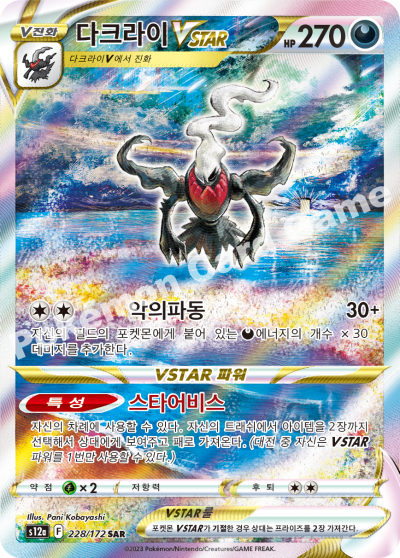 V진화
다크라이 VSTAR
HP 270
다크라이V에서 진화
악의파동 30+
자신의 필드의 포켓몬에게 붙어 있는 에너지의 개수 ×30
데미지를 추가한다.
VSTAR 파워
특성 스타어비스
자신의 차례에 사용할 수 있다. 자신의 트래쉬에서 아이템을 2장까지
선택해서 상대에게 보여주고 패로 가져온다. (대전 중 자신은 VSTAR
파워를 1번만 사용할 수 있다.)
약점 ×2 저항력 후퇴
Illus. Pani Kobayashi
s12a F 228/172 SAR
VSTAR룰
포켓몬 VSTAR가 기절한 경우 상대는 프라이즈를 2장 가져간다.
©2023 Pokémon/Nintendo/Creatures/GAME FREAK.
Pokémon Card Game